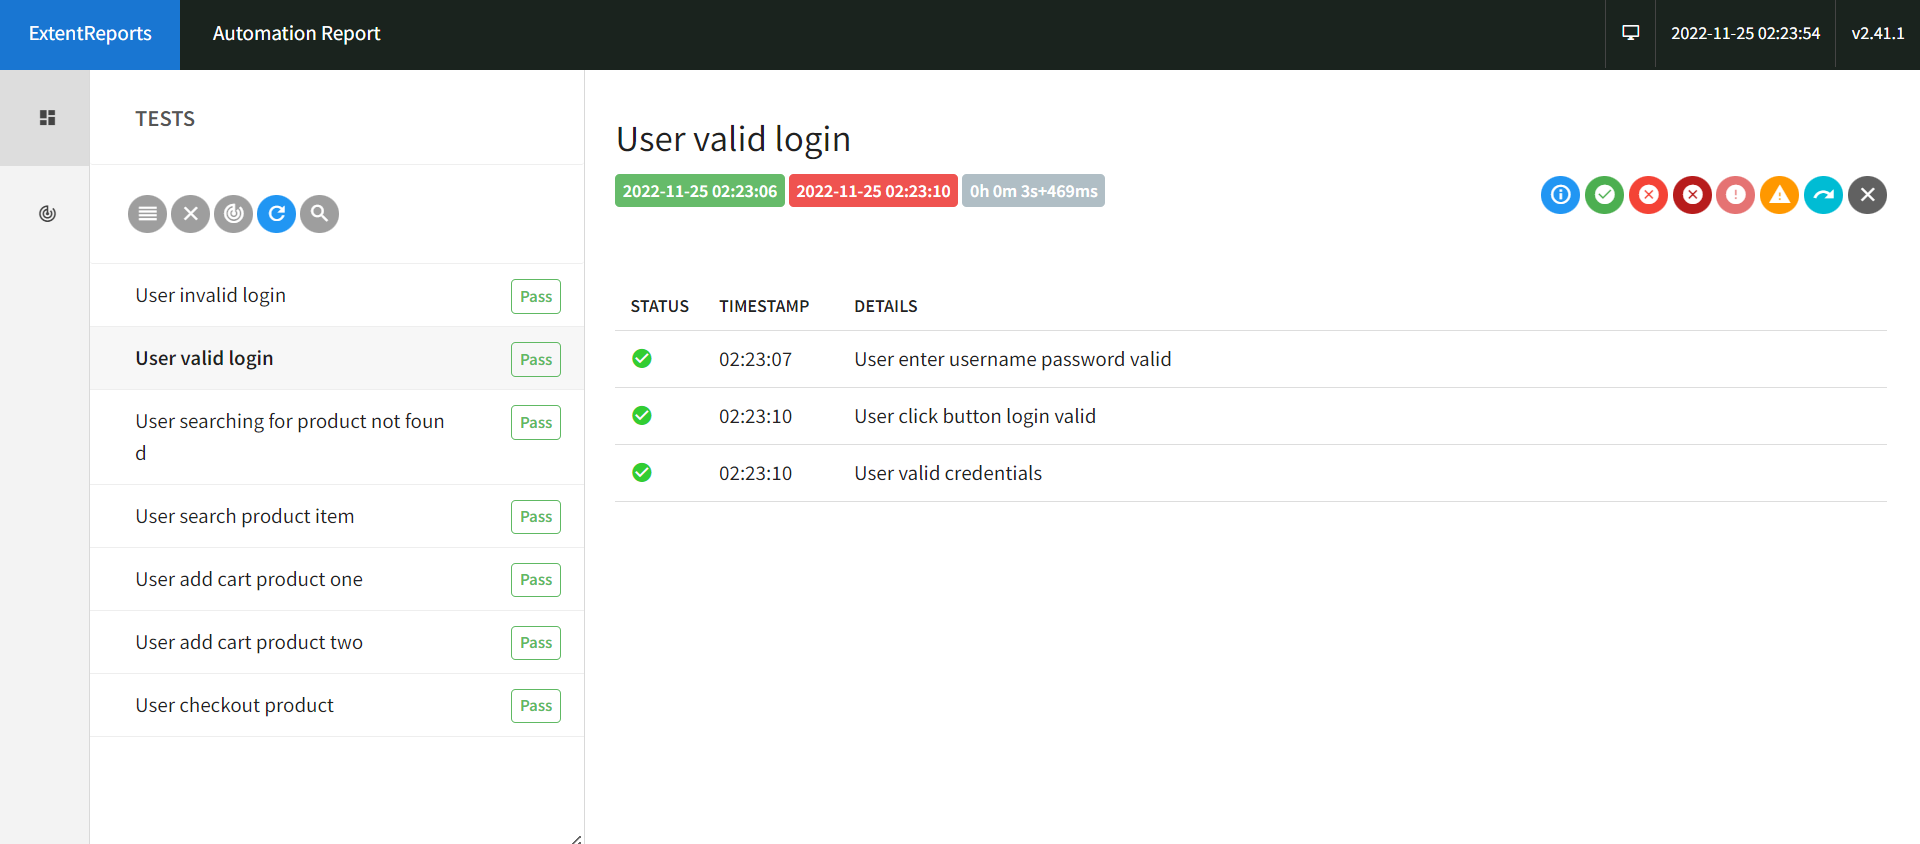 ExtentReports
Automation Report
2022-11-25 02:23:54
v2.41.1
TESTS
User invalid login Pass
User valid login Pass
User searching for product not foun Pass
d
User search product item Pass
User add cart product one Pass
User add cart product two Pass
User checkout product Pass
User valid login
2022-11-25 02:23:06 2022-11-25 02:23:10 0h 0m 3s+469ms
STATUS TIMESTAMP DETAILS
02:23:07 User enter username password valid
02:23:10 User click button login valid
02:23:10 User valid credentials